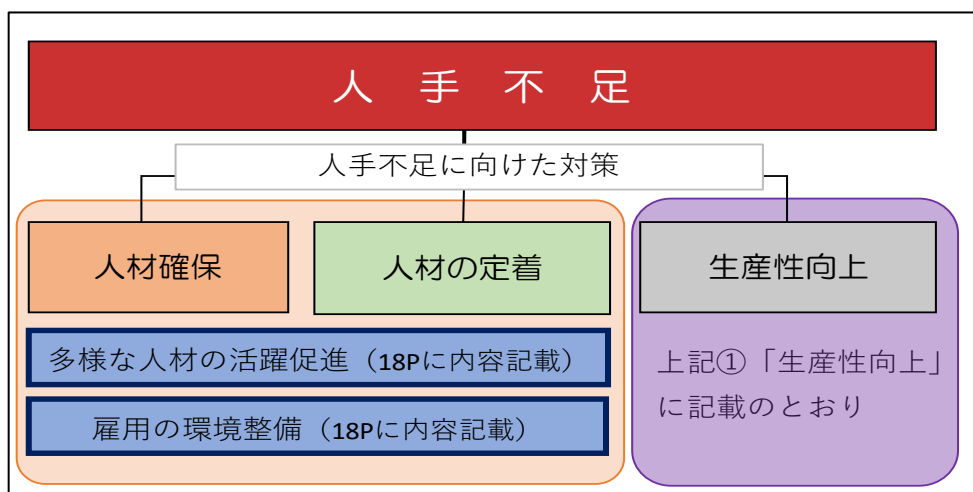 人 手 不 足
人手不足に向けた対策
人材確保
人材の定着
生産性向上
多様な人材の活躍促進（18Pに内容記載）
雇用の環境整備（18Pに内容記載）
上記①「生産性向上」
に記載のとおり